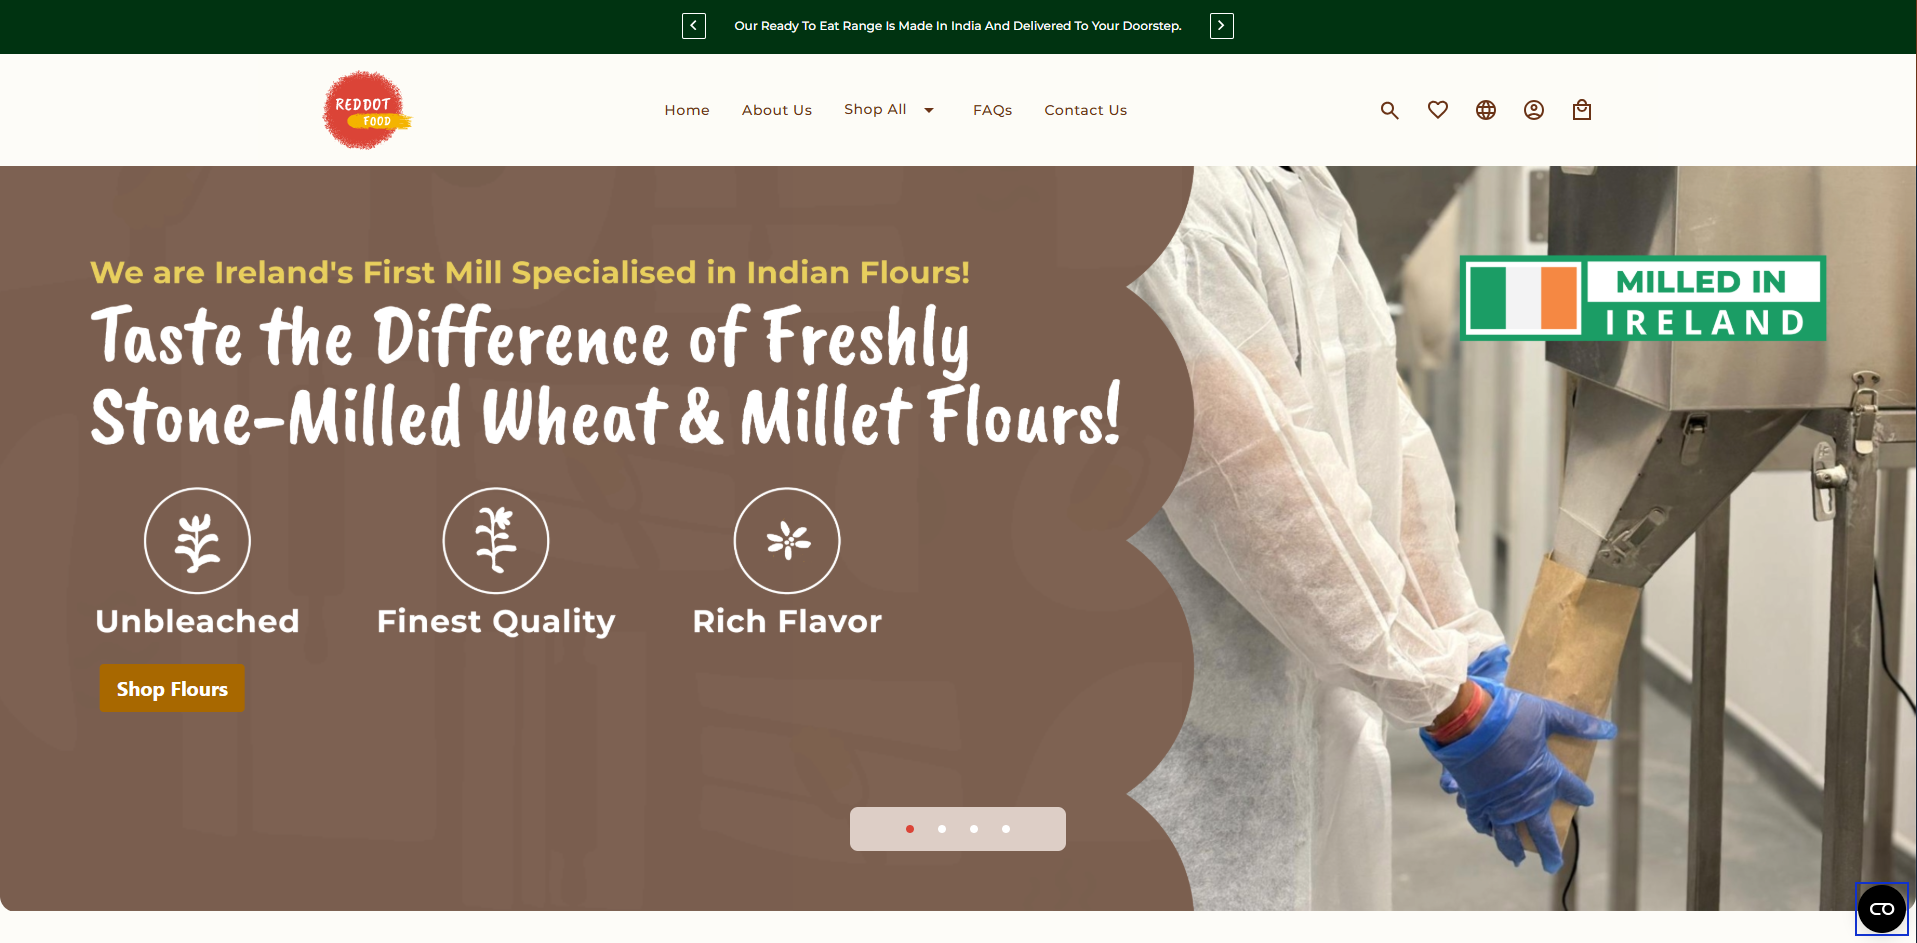 Our Ready To Eat Range Is Made In India And Delivered To Your Doorstep.
REDDOT
FOOD
Home
About Us
Shop All
FAQs
Contact Us
We are Ireland's First Mill Specialised in Indian Flours!
Taste the Difference of Freshly
Stone-Milled Wheat & Millet Flours!
MILLED IN
IRELAND
Unbleached
Finest Quality
Rich Flavor
Shop Flours